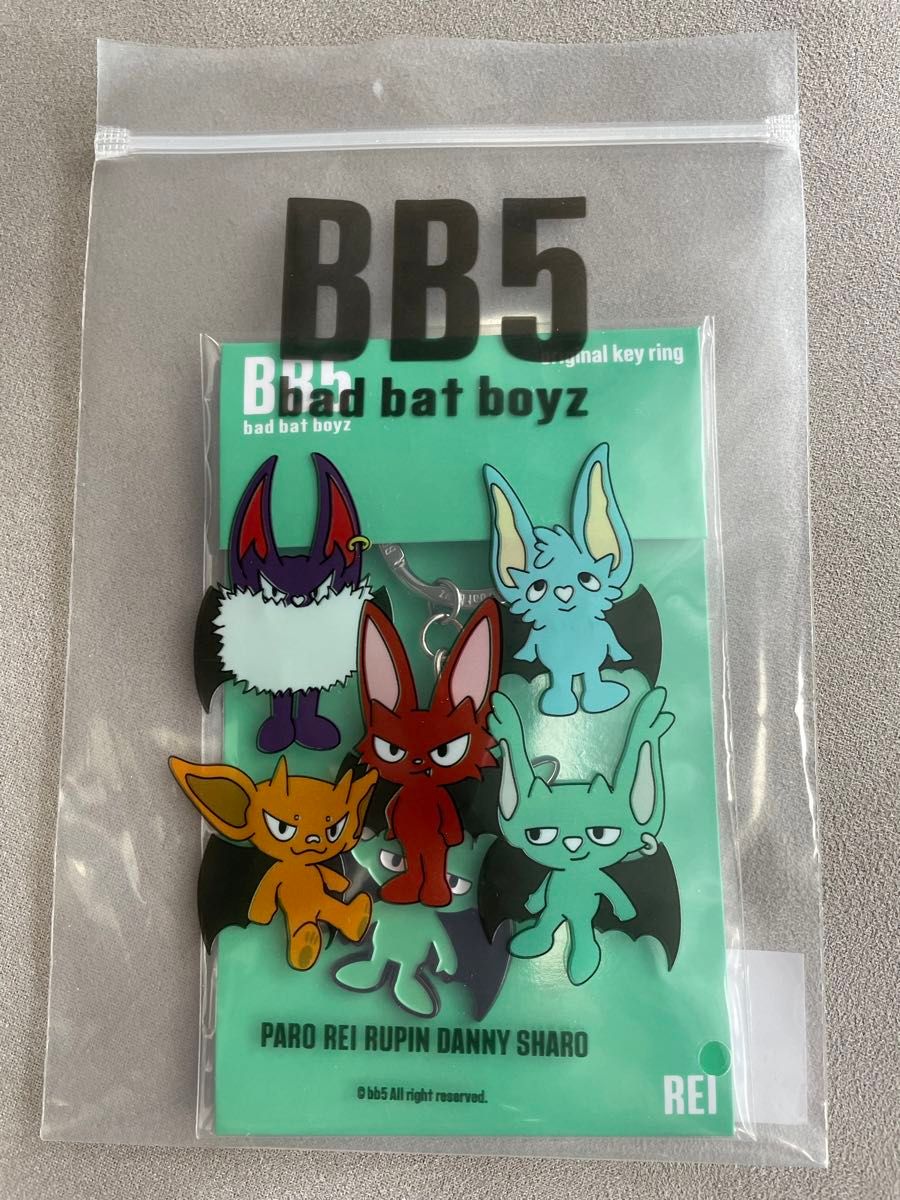 BB5
bad bat boyz
BB5
bad bat boyz
original key ring
PARO REI RUPIN DANNY SHARO
© bb5 All right reserved.
REI